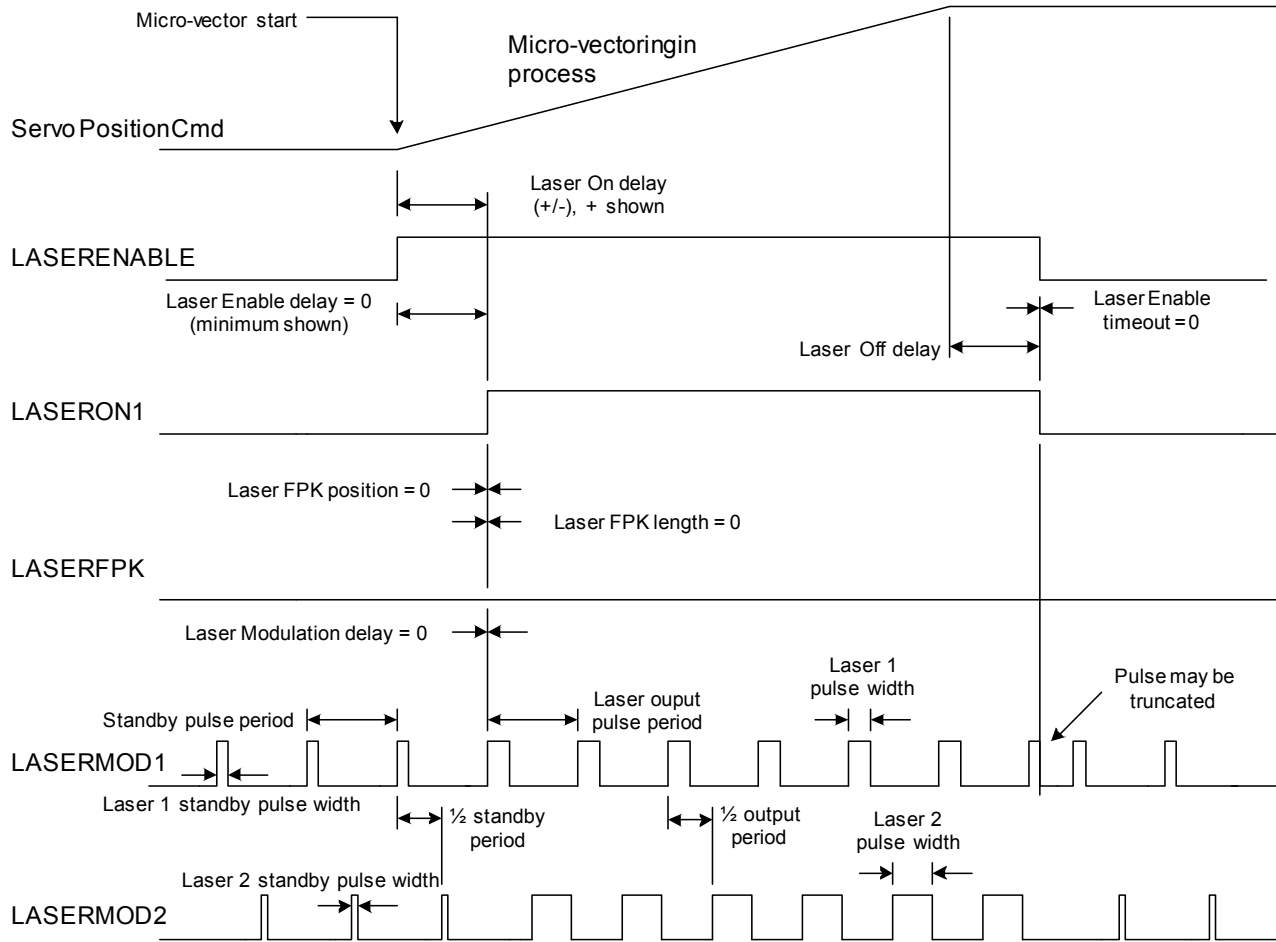 Micro-vector start
Micro-vectoringin
process
Servo Position Cmd
Laser On delay
(+/-), + shown
LASERENABLE
Laser Enable delay = 0
(minimum shown)
Laser Enable
timeout = 0
Laser Off delay
LASERON1
Laser FPK position = 0
Laser FPK length = 0
LASERFPK
Laser Modulation delay = 0
Laser 1
pulse width
Pulse may be
truncated
Standby pulse period
Laser ouput
pulse period
LASERMOD1
Laser 1 standby pulse width
½ standby
period
½ output
period
Laser 2
pulse width
Laser 2 standby pulse width
LASERMOD2